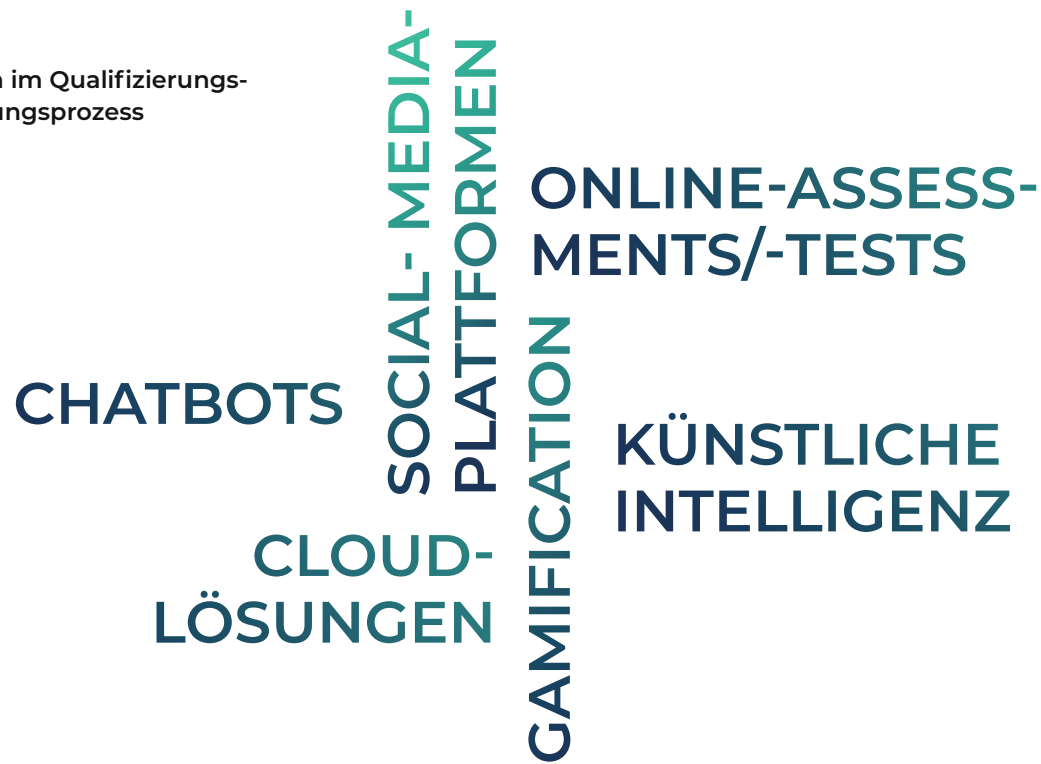 im Qualifizierungs-
ungsprozess
SOCIAL- MEDIA-
PLATTFORMEN
ONLINE-ASSESS-
MENTS/-TESTS
CHATBOTS
GAMIFICATION
KÜNSTLICHE
INTELLIGENZ
CLOUD-
LÖSUNGEN